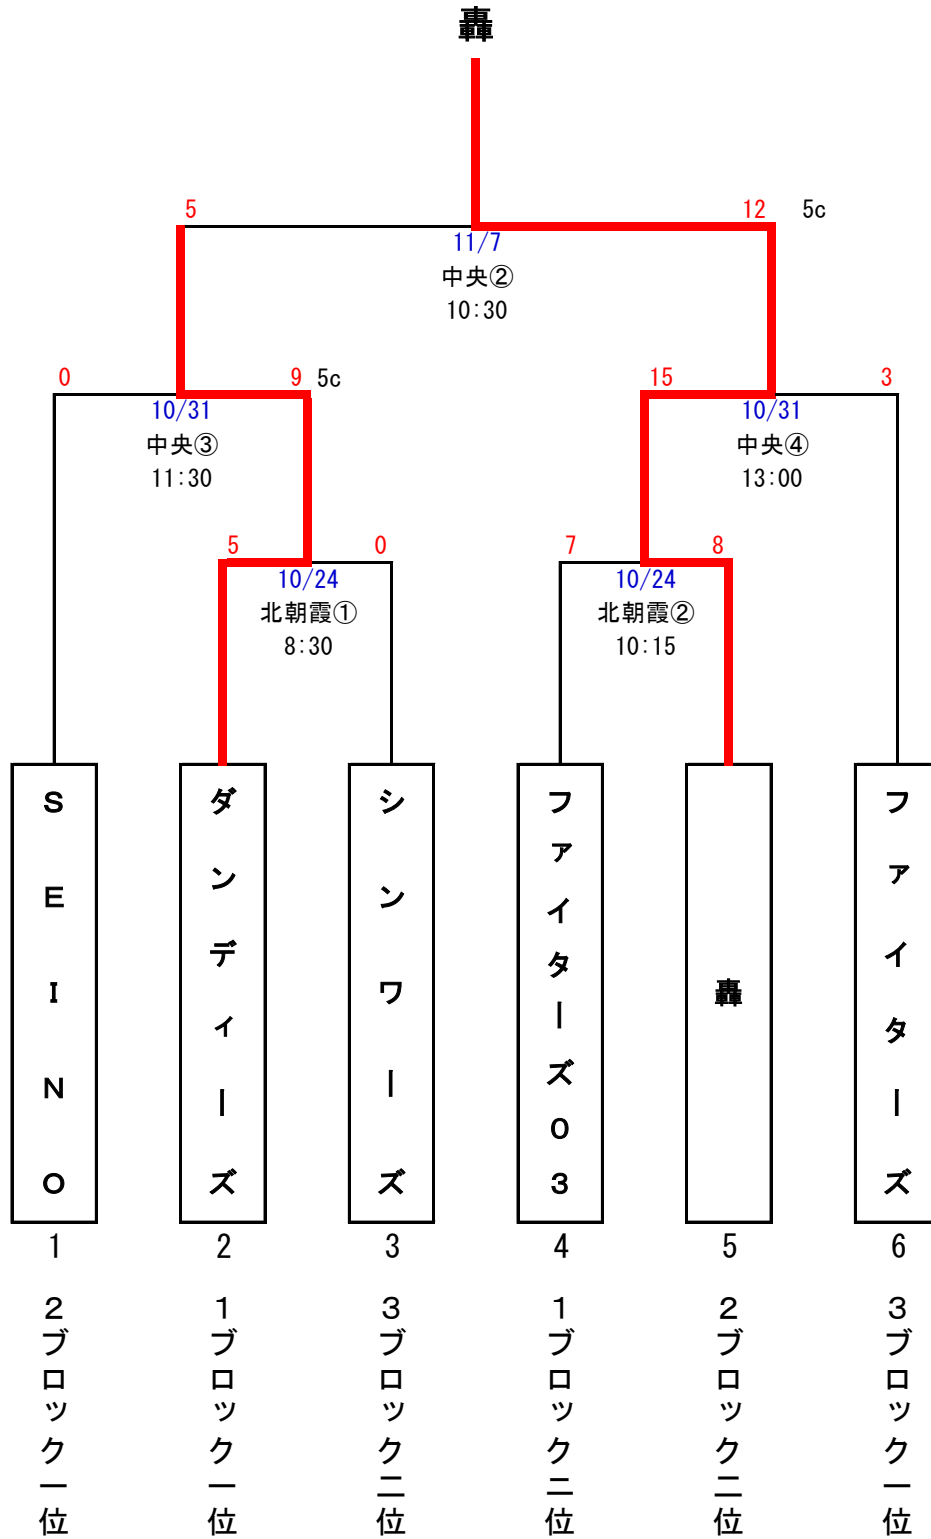 轟
5
12
5c
11/7
中央②
10:30
0
9
5c
15
3
10/31
中央③
11:30
10/31
中央④
13:00
5
0
7
8
10/24
北朝霞①
8:30
10/24
北朝霞②
10:15
ＳＥＩＮＯ
ダンディーズ
シンワーズ
ファイターズ０３
轟
ファイターズ
1
2
3
4
5
6
２ブロック一位
１ブロック一位
３ブロック二位
１ブロック二位
２ブロック二位
３ブロック一位